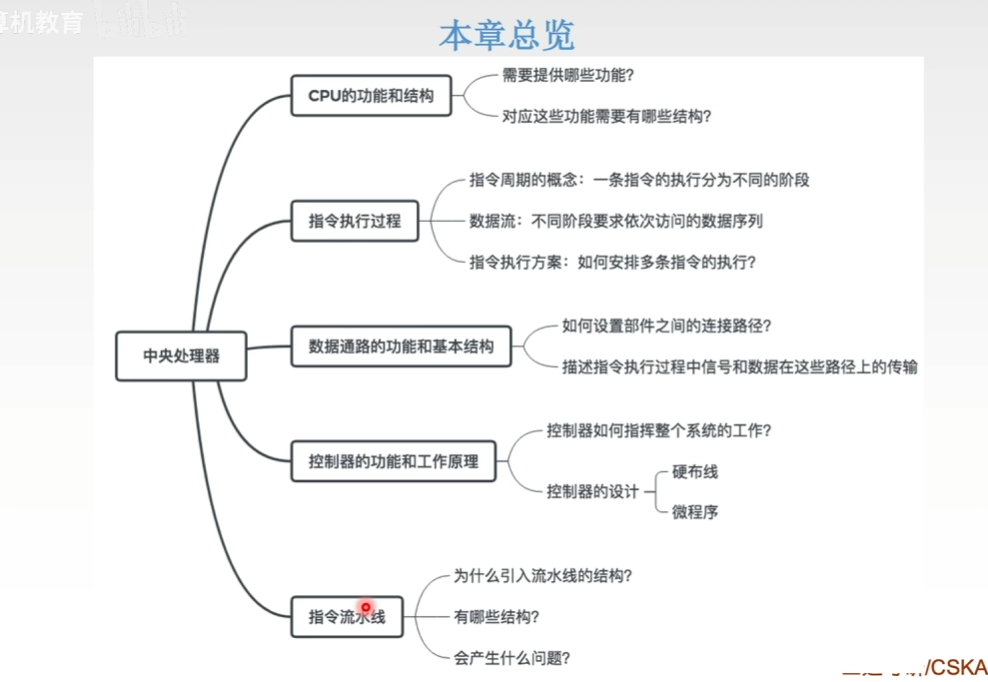 机教育
本章总览
CPU的功能和结构
需要提供哪些功能?
对应这些功能需要有哪些结构?
指令执行过程
指令周期的概念：一条指令的执行分为不同的阶段
数据流：不同阶段要求依次访问的数据序列
指令执行方案：如何安排多条指令的执行?
中央处理器
数据通路的功能和基本结构
如何设置部件之间的连接路径?
描述指令执行过程中信号和数据在这些路径上的传输
控制器的功能和工作原理
控制器如何指挥整个系统的工作?
控制器的设计
硬布线
微程序
指令流水线
为什么引入流水线的结构?
有哪些结构?
会产生什么问题?
/CSKA